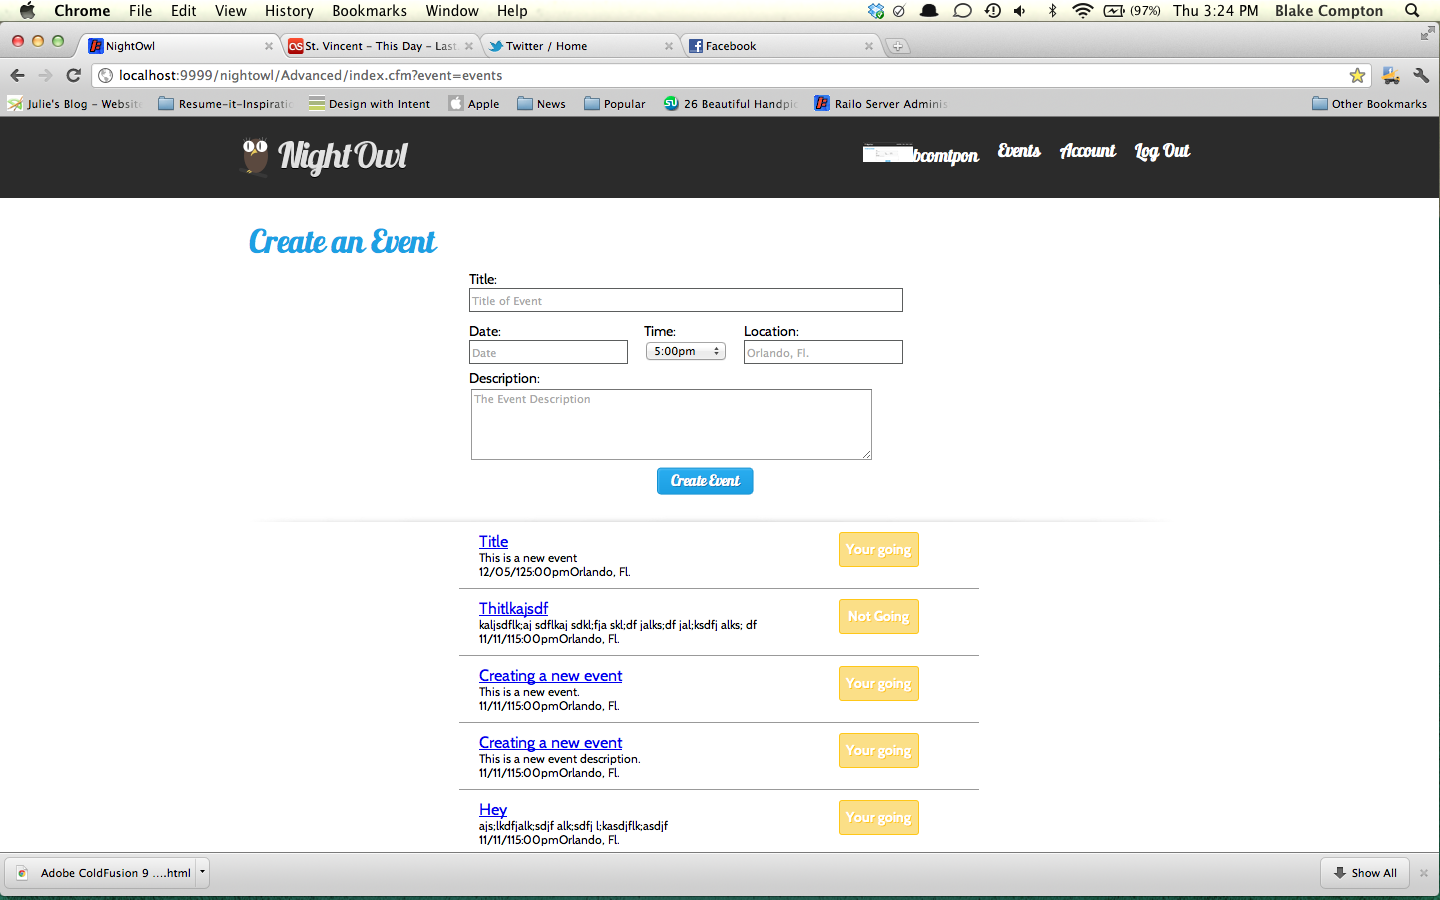 Chrome File Edit View History Bookmarks Window Help (97%) Thu 3:24 PM Blake Compton
NightOwl St. Vincent – This Day – Last. Twitter / Home Facebook
localhost:9999/nightowl/Advanced/index.cfm?event=events
Julie's Blog – Website Resume-it-Inspiratio Design with Intent Apple News Popular 26 Beautiful Handpic Railo Server Adminis Other Bookmarks
NightOwl bcomtpon Events Account Log Out
Create an Event
Title:
Title of Event
Date: Time: Location:
Date 5:00pm Orlando, Fl.
Description:
The Event Description
Create Event
Title Your going
This is a new event
12/05/125:00pmOrlando, Fl.
Thitlkajsdf Not Going
kaljsdflk;aj sdflkaj sdkl;fja skl;df jalks;df jal;ksdfj alks; df
11/11/115:00pmOrlando, Fl.
Creating a new event Your going
This is a new event.
11/11/115:00pmOrlando, Fl.
Creating a new event Your going
This is a new event description.
11/11/115:00pmOrlando, Fl.
Hey Your going
ajs;lkdfjalk;sdjf alk;sdfj l;kasdjflk;asdjf
11/11/115:00pmOrlando, Fl.
Adobe ColdFusion 9 ....html Show All